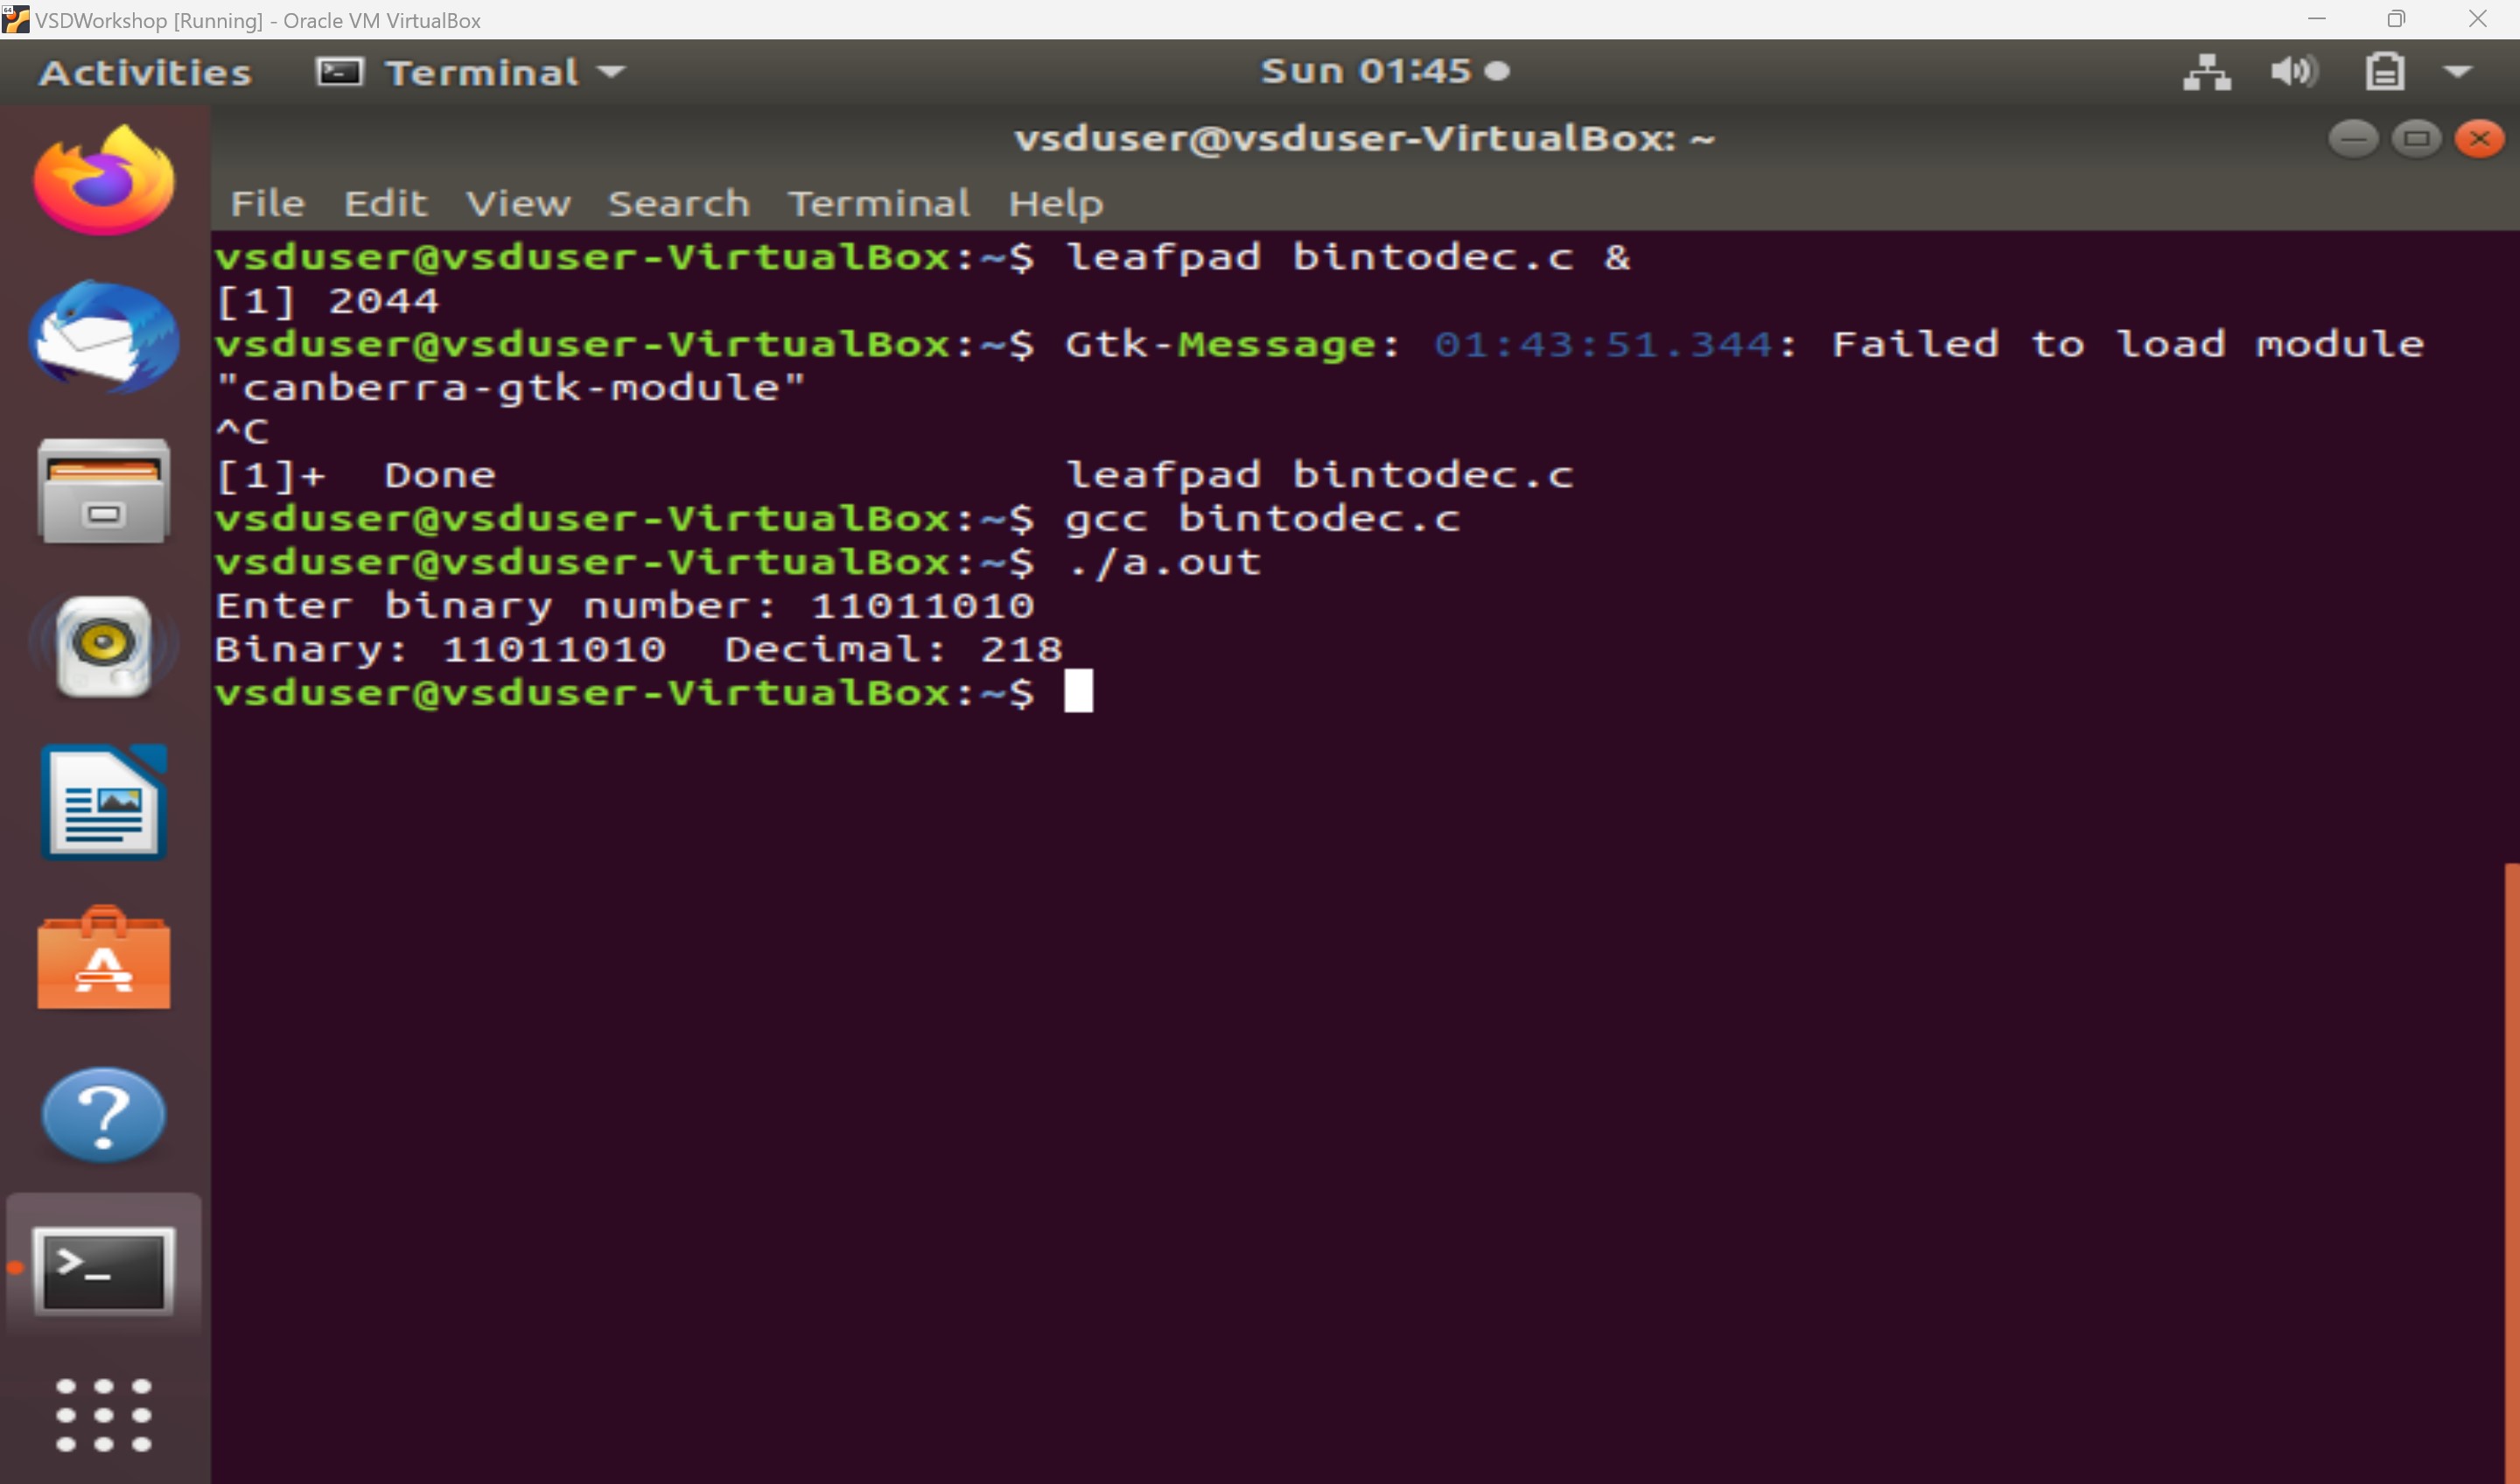 VSDWorkshop [Running] - Oracle VM VirtualBox
Activities Terminal Sun 01:45
vsduser@vsduser-VirtualBox: ~
File Edit View Search Terminal Help
vsduser@vsduser-VirtualBox:~$ leafpad bintodec.c &
[1] 2044
vsduser@vsduser-VirtualBox:~$ Gtk-Message: 01:43:51.344: Failed to load module
"canberra-gtk-module"
^C
[1]+  Done                    leafpad bintodec.c
vsduser@vsduser-VirtualBox:~$ gcc bintodec.c
vsduser@vsduser-VirtualBox:~$ ./a.out
Enter binary number: 11011010
Binary: 11011010  Decimal: 218
vsduser@vsduser-VirtualBox:~$